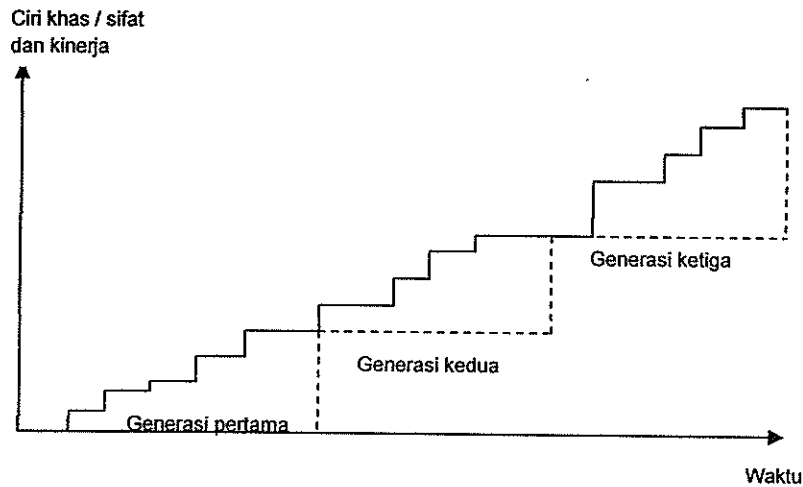 Ciri khas / sifat
dan kinerja
Generasi ketiga
Generasi kedua
Generasi pertama
Waktu